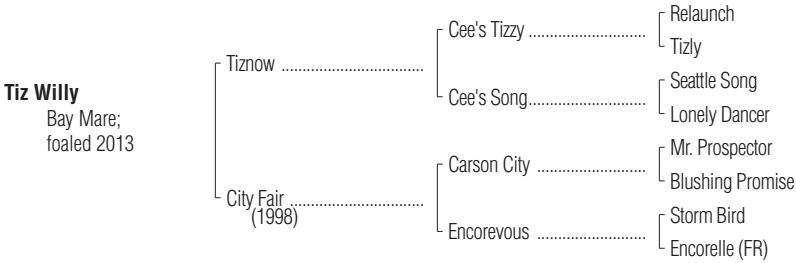 Relaunch
Cee's Tizzy ............................
Tizly
Tiznow ..................................
Seattle Song
Cee's Song............................
Lonely Dancer
Tiz Willy
Bay Mare;
foaled 2013
Mr. Prospector
Carson City ..........................
Blushing Promise
City Fair ................................
(1998)
Storm Bird
Encorevous ..........................
Encorelle (FR)